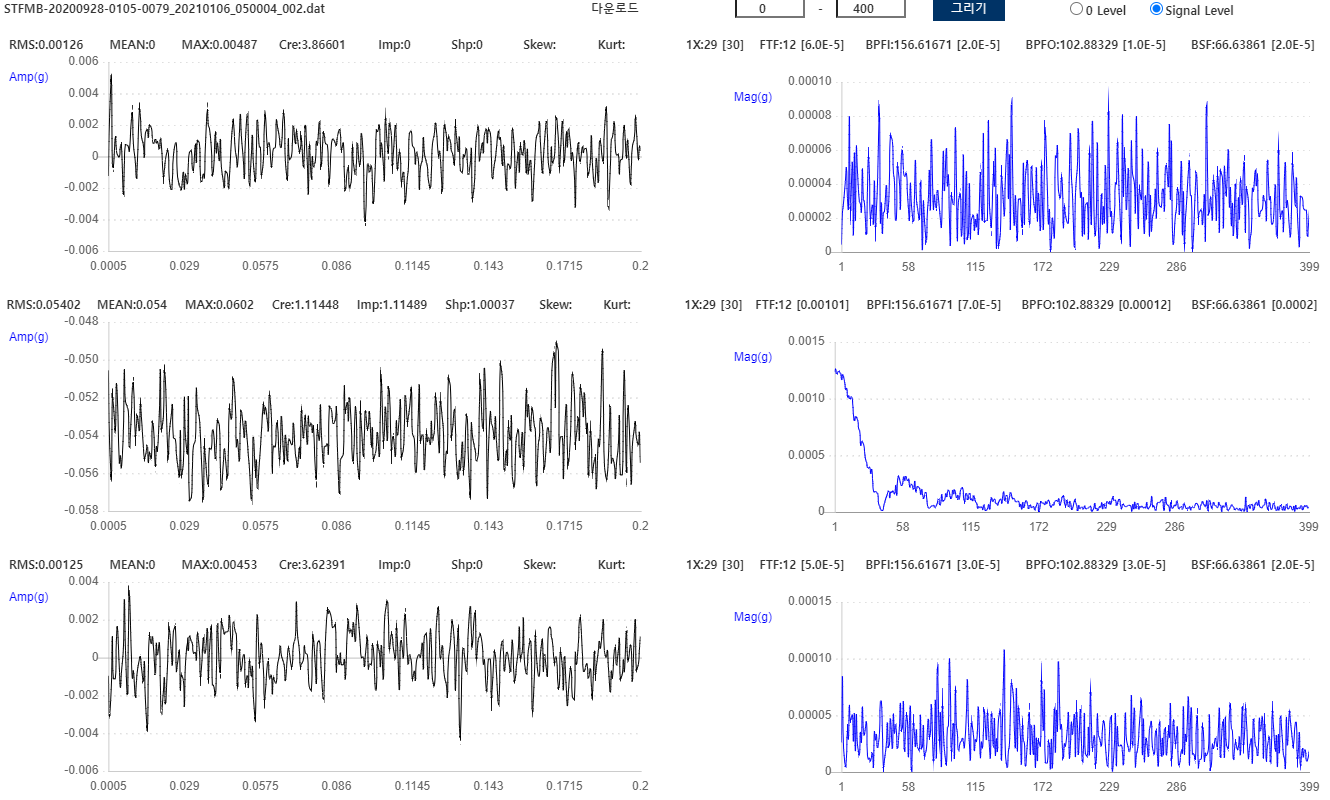 STFMB-20200928-0105-0079_20210106_050004_002.dat 다운로드 0 - 400 그리기 0 Level Signal Level
RMS:0.00126 MEAN:0 MAX:0.00487 Cre:3.86601 Imp:0 Shp:0 Skew: Kurt:
Amp(g)
0.006
0.004
0.002
0
-0.002
-0.004
-0.006
0.0005 0.029 0.0575 0.086 0.1145 0.143 0.1715 0.2
1X:29 [30] FTF:12 [6.0E-5] BPFI:156.61671 [2.0E-5] BPFO:102.88329 [1.0E-5] BSF:66.63861 [2.0E-5]
Mag(g)
0.00010
0.00008
0.00006
0.00004
0.00002
0
1 58 115 172 229 286 399
RMS:0.05402 MEAN:0.054 MAX:0.0602 Cre:1.11448 Imp:1.11489 Shp:1.00037 Skew: Kurt:
Amp(g)
-0.048
-0.050
-0.052
-0.054
-0.056
-0.058
0.0005 0.029 0.0575 0.086 0.1145 0.143 0.1715 0.2
1X:29 [30] FTF:12 [0.00101] BPFI:156.61671 [7.0E-5] BPFO:102.88329 [0.00012] BSF:66.63861 [0.0002]
Mag(g)
0.0015
0.0010
0.0005
0
1 58 115 172 229 286 399
RMS:0.00125 MEAN:0 MAX:0.00453 Cre:3.62391 Imp:0 Shp:0 Skew: Kurt:
Amp(g)
0.004
0.002
0
-0.002
-0.004
-0.006
0.0005 0.029 0.0575 0.086 0.1145 0.143 0.1715 0.2
1X:29 [30] FTF:12 [5.0E-5] BPFI:156.61671 [3.0E-5] BPFO:102.88329 [3.0E-5] BSF:66.63861 [2.0E-5]
Mag(g)
0.00015
0.00010
0.00005
0
1 58 115 172 229 286 399